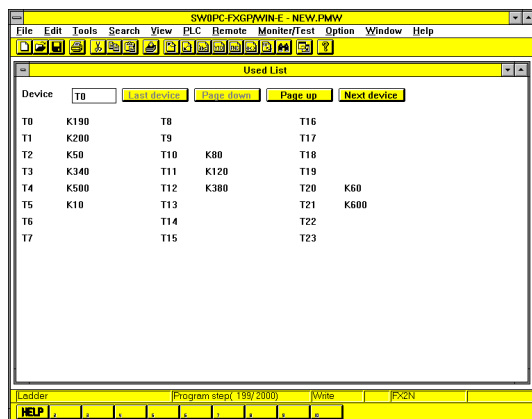 SW0PC-FXGP/WIN-E - NEW.PMW
File Edit Tools Search View PLC Remote Moniter/Test Option Window Help
Used List
Device T0 Last device Page down Page up Next device
T0 K190 T8 T16
T1 K200 T9 T17
T2 K50 T10 K80 T18
T3 K340 T11 K120 T19
T4 K500 T12 K380 T20 K60
T5 K10 T13 T21 K600
T6 T14 T22
T7 T15 T23
Ladder Program step( 199/ 2000) Write FX2N
HELP